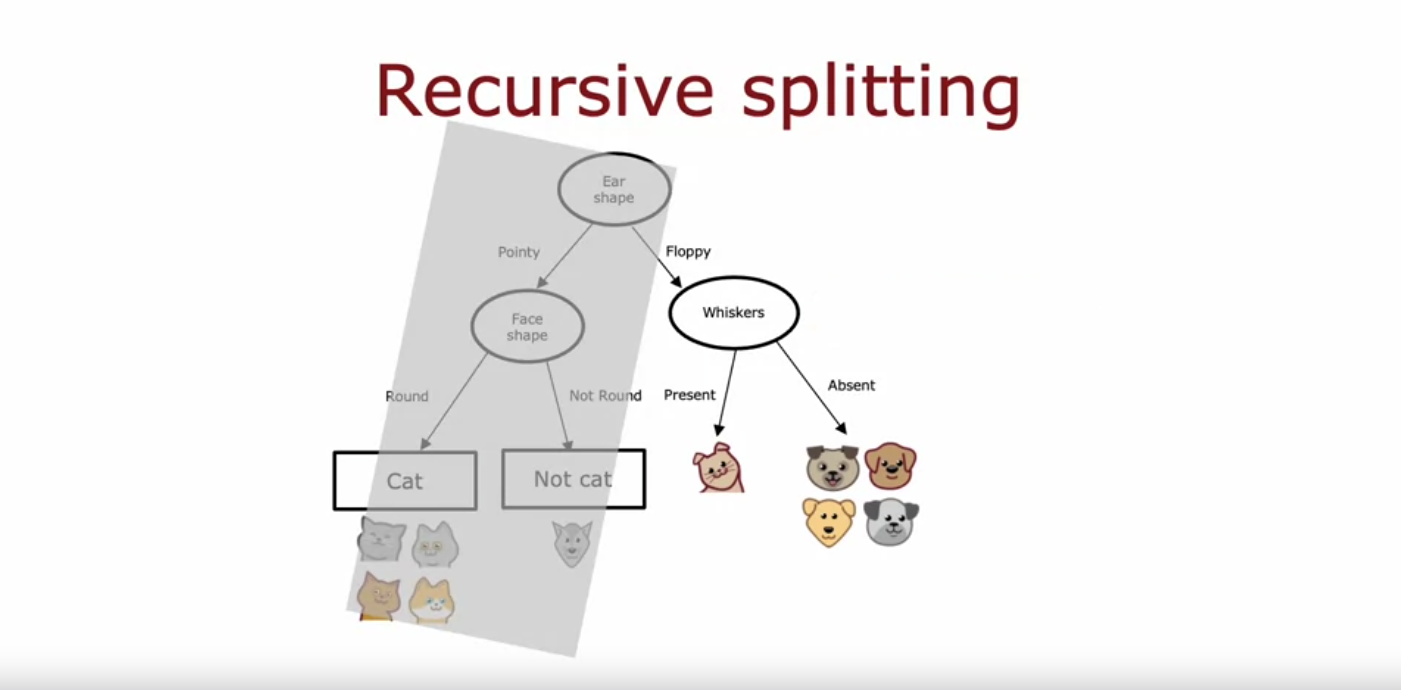 Recursive splitting
Ear
shape
Pointy
Floppy
Face
shape
Whiskers
Round
Not Round
Present
Absent
Cat
Not cat